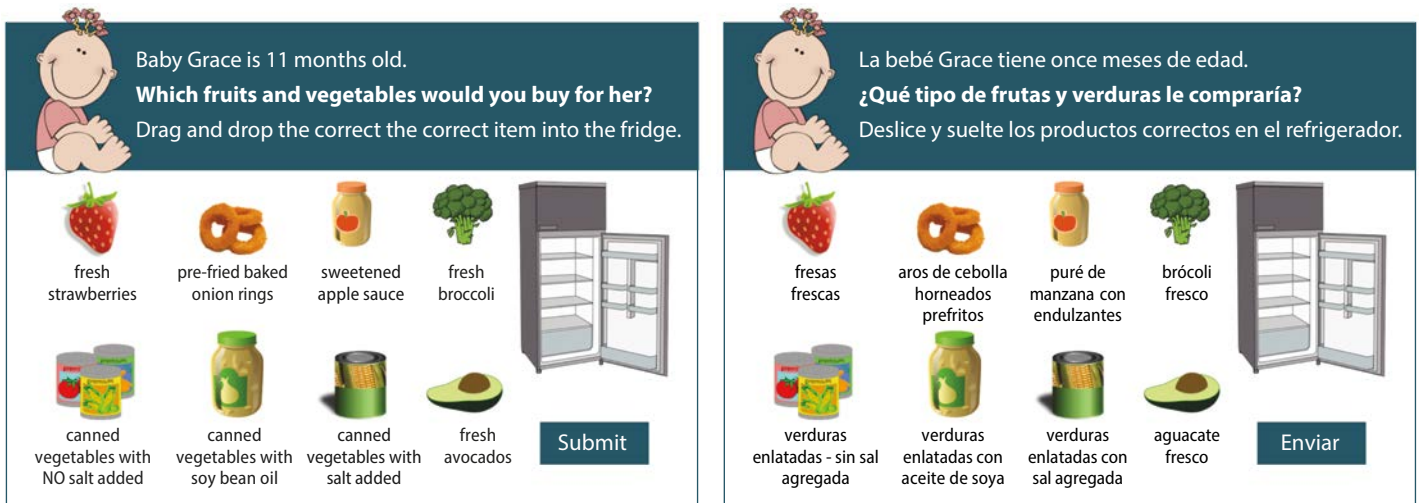 Baby Grace is 11 months old.
Which fruits and vegetables would you buy for her?
Drag and drop the correct the correct item into the fridge.
fresh
strawberries
pre-fried baked
onion rings
sweetened
apple sauce
fresh
broccoli
canned
vegetables with
NO salt added
canned
vegetables with
soy bean oil
canned
vegetables with
salt added
fresh
avocados
Submit
La bebé Grace tiene once meses de edad.
¿Qué tipo de frutas y verduras le compraría?
Deslice y suelte los productos correctos en el refrigerador.
fresas
frescas
aros de cebolla
horneados
prefritos
puré de
manzana con
endulzantes
brócoli
fresco
verduras
enlatadas - sin sal
agregada
verduras
enlatadas con
aceite de soya
verduras
enlatadas con
sal agregada
aguacate
fresco
Enviar